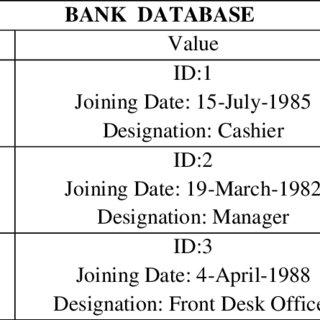 BANK DATABASE
Value
ID:1
Joining Date: 15-July-1985
Designation: Cashier
ID:2
Joining Date: 19-March-1982
Designation: Manager
ID:3
Joining Date: 4-April-1988
Designation: Front Desk Office